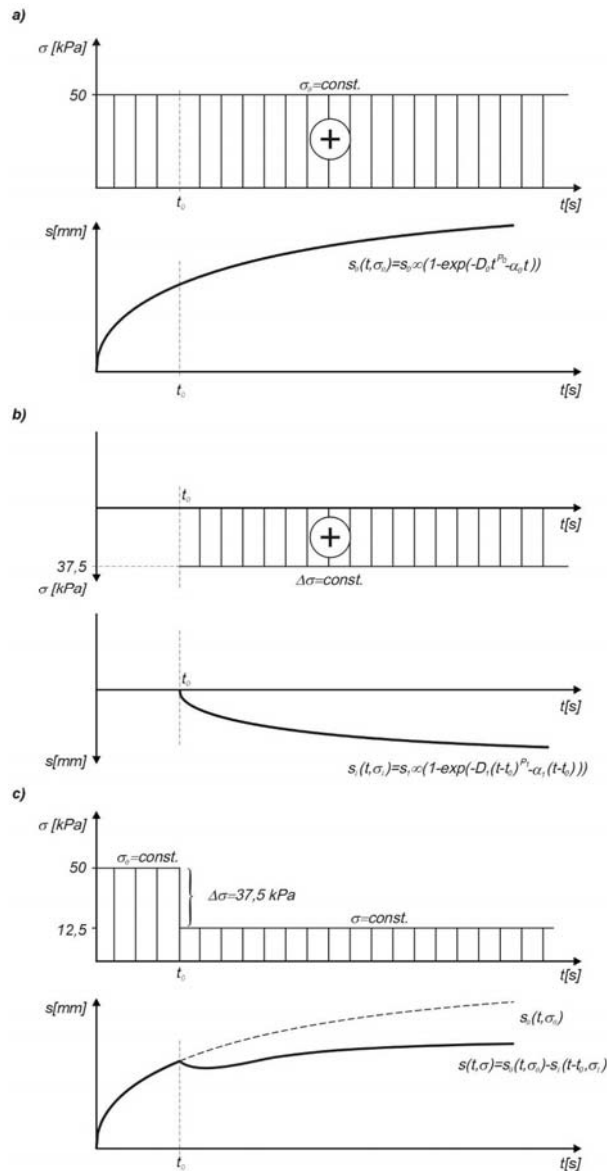 a)
σ [kPa]
σ₀=const.
50
t₀
t[s]
s[mm]
s₀(t,σ₀)=s₀∞(1-exp(-D₀t^P₀-α₀t))
t₀
t[s]
b)
t₀
t[s]
37,5
σ [kPa]
Δσ=const.
t₀
t[s]
s[mm]
s₁(t,σ₁)=s₁∞(1-exp(-D₁(t-t₀)^P₁-α₁(t-t₀)))
c)
σ [kPa]
σ₀=const.
50
Δσ=37,5 kPa
σ=const.
12,5
t₀
t[s]
s[mm]
s₀(t,σ₀)
s(t,σ)=s₀(t,σ₀)-s₁(t-t₀,σ₁)
t₀
t[s]